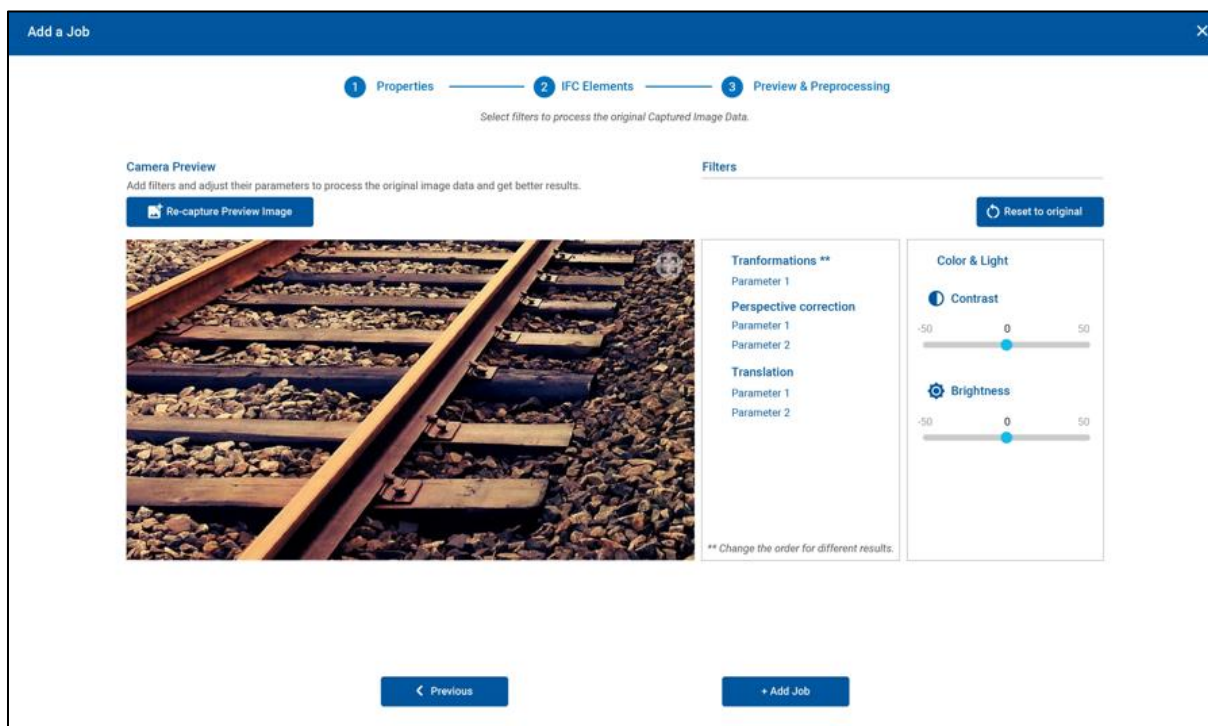 Add a Job
1 Properties 2 IFC Elements 3 Preview & Preprocessing
Select filters to process the original Captured Image Data.
Camera Preview
Add filters and adjust their parameters to process the original image data and get better results.
Re-capture Preview Image
Filters
Reset to original
Tranformations **
Parameter 1
Perspective correction
Parameter 1
Parameter 2
Translation
Parameter 1
Parameter 2
** Change the order for different results.
Color & Light
Contrast
-50 0 50
Brightness
-50 0 50
Previous
+ Add Job